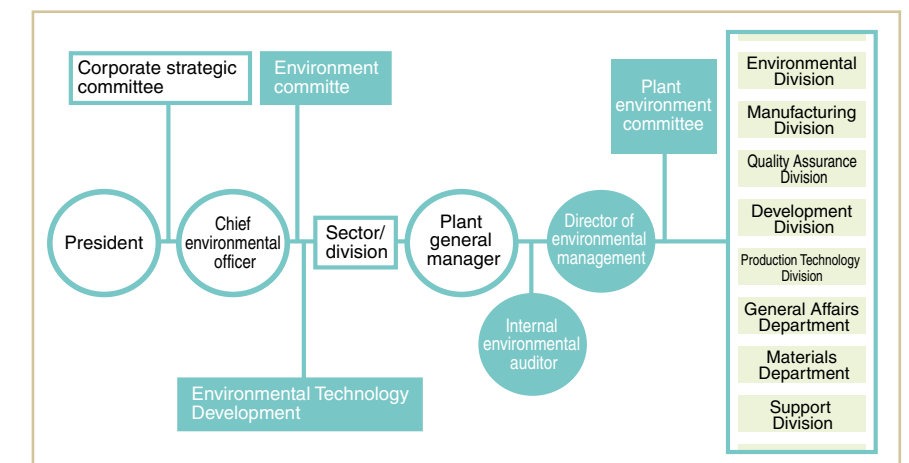 Corporate strategic
committee
Environment
committe
Plant
environment
committee
President
Chief
environmental
officer
Sector/
division
Plant
general
manager
Director of
environmental
management
Internal
environmental
auditor
Environmental Technology
Development
Environmental
Division
Manufacturing
Division
Quality Assurance
Division
Development
Division
Production Technology
Division
General Affairs
Department
Materials
Department
Support
Division